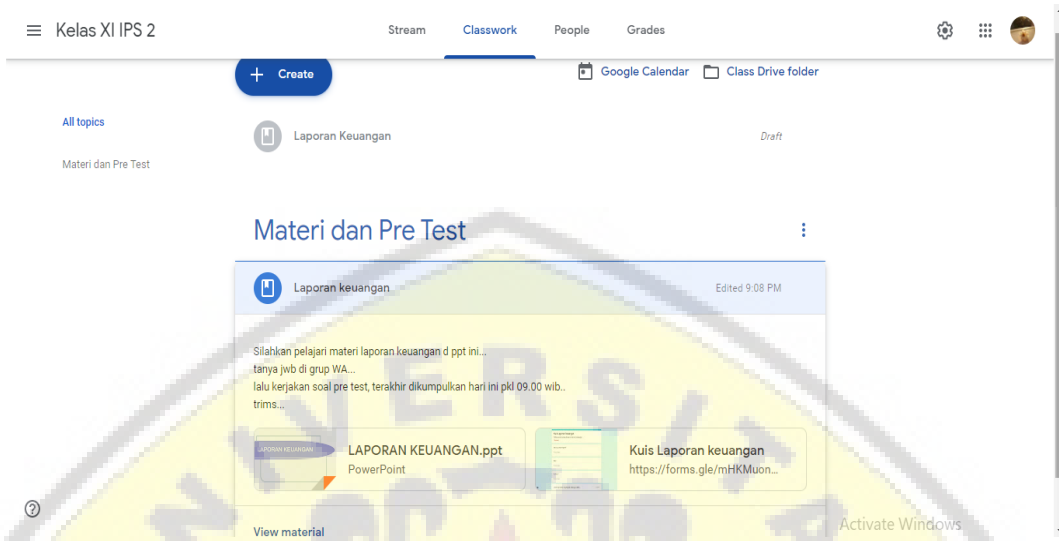 Kelas XI IPS 2
Stream Classwork People Grades
+ Create
Google Calendar Class Drive folder
All topics
Materi dan Pre Test
Laporan Keuangan Draft
Materi dan Pre Test
Laporan keuangan Edited 9:08 PM
Silahkan pelajari materi laporan keuangan d ppt ini...
tanya jwb di grup WA...
lalu kerjakan soal pre test, terakhir dikumpulkan hari ini pkl 09.00 wib..
trims...
LAPORAN KEUANGAN
LAPORAN KEUANGAN.ppt
PowerPoint
Kuis Laporan keuangan
https://forms.gle/mHKMuon...
View material
Activate Windows